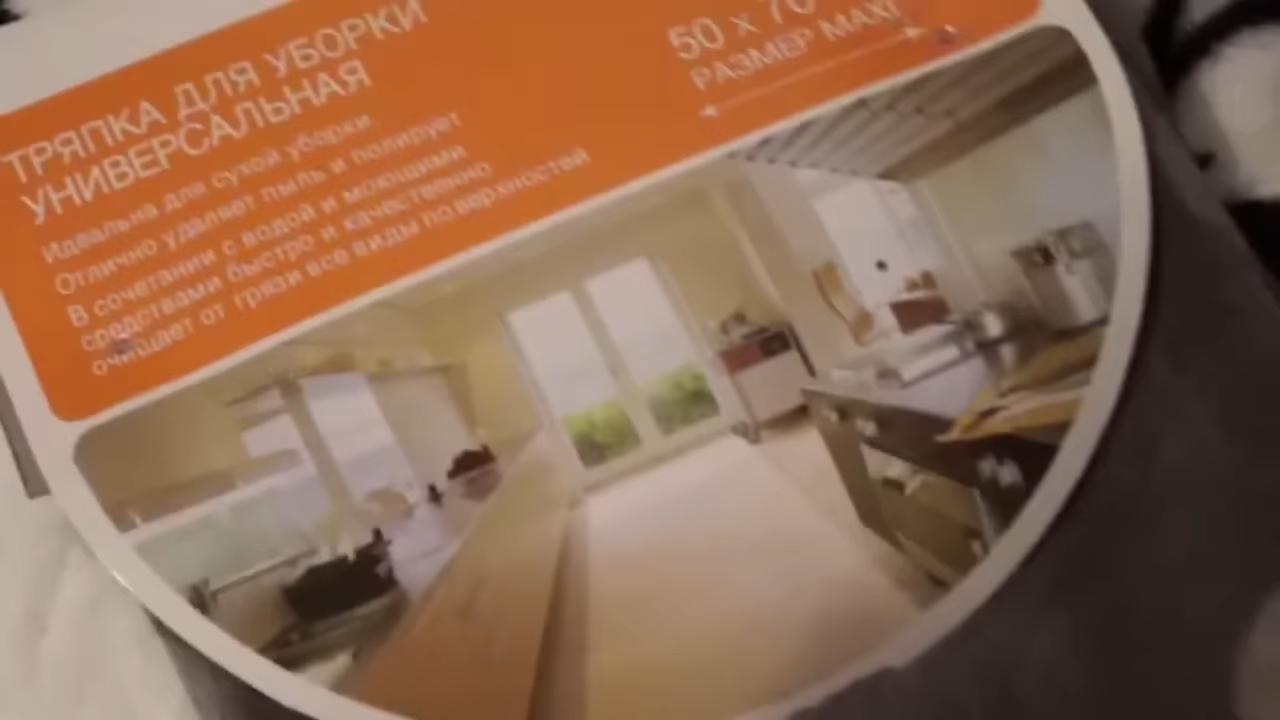 ТРЯПКА ДЛЯ УБОРКИ
УНИВЕРСАЛЬНАЯ
Идеальна для сухой уборки
Отлично удаляет пыль и полирует
В сочетании с водой и моющими
средствами быстро и качественно
очищает от грязи все виды поверхностей
50 x 70
РАЗМЕР MAXI